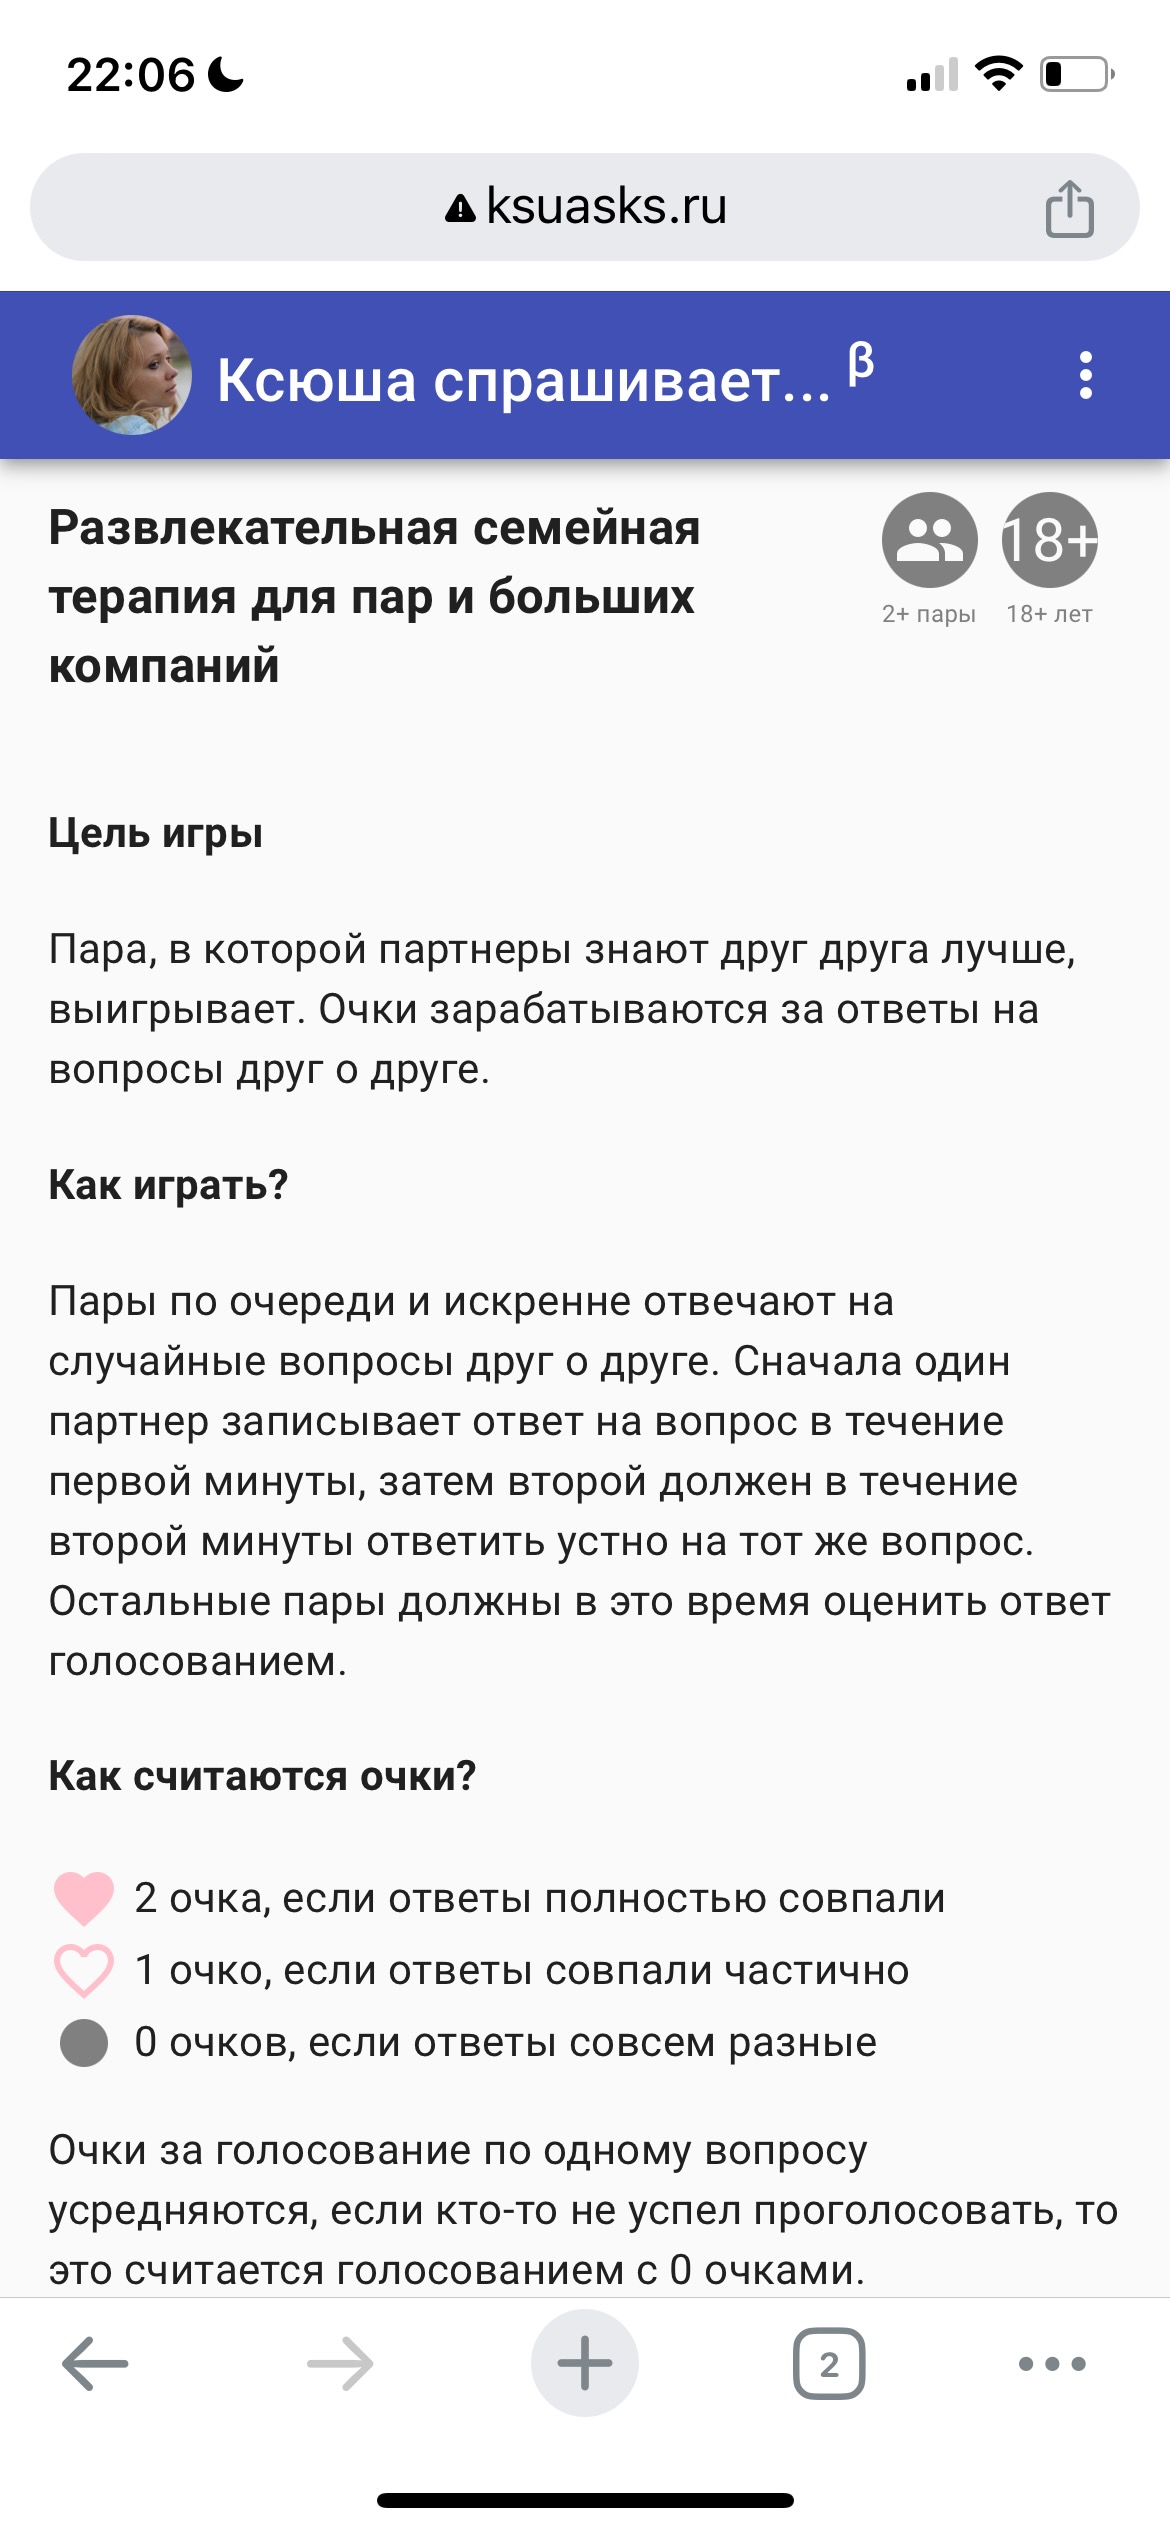 22:06
ksuasks.ru
Ксюша спрашивает... β
Развлекательная семейная
терапия для пар и больших
компаний
18+
2+ пары
18+ лет
Цель игры
Пара, в которой партнеры знают друг друга лучше,
выигрывает. Очки зарабатываются за ответы на
вопросы друг о друге.
Как играть?
Пары по очереди и искренне отвечают на
случайные вопросы друг о друге. Сначала один
партнер записывает ответ на вопрос в течение
первой минуты, затем второй должен в течение
второй минуты ответить устно на тот же вопрос.
Остальные пары должны в это время оценить ответ
голосованием.
Как считаются очки?
2 очка, если ответы полностью совпали
1 очко, если ответы совпали частично
0 очков, если ответы совсем разные
Очки за голосование по одному вопросу
усредняются, если кто-то не успел проголосовать, то
это считается голосованием с 0 очками.
2